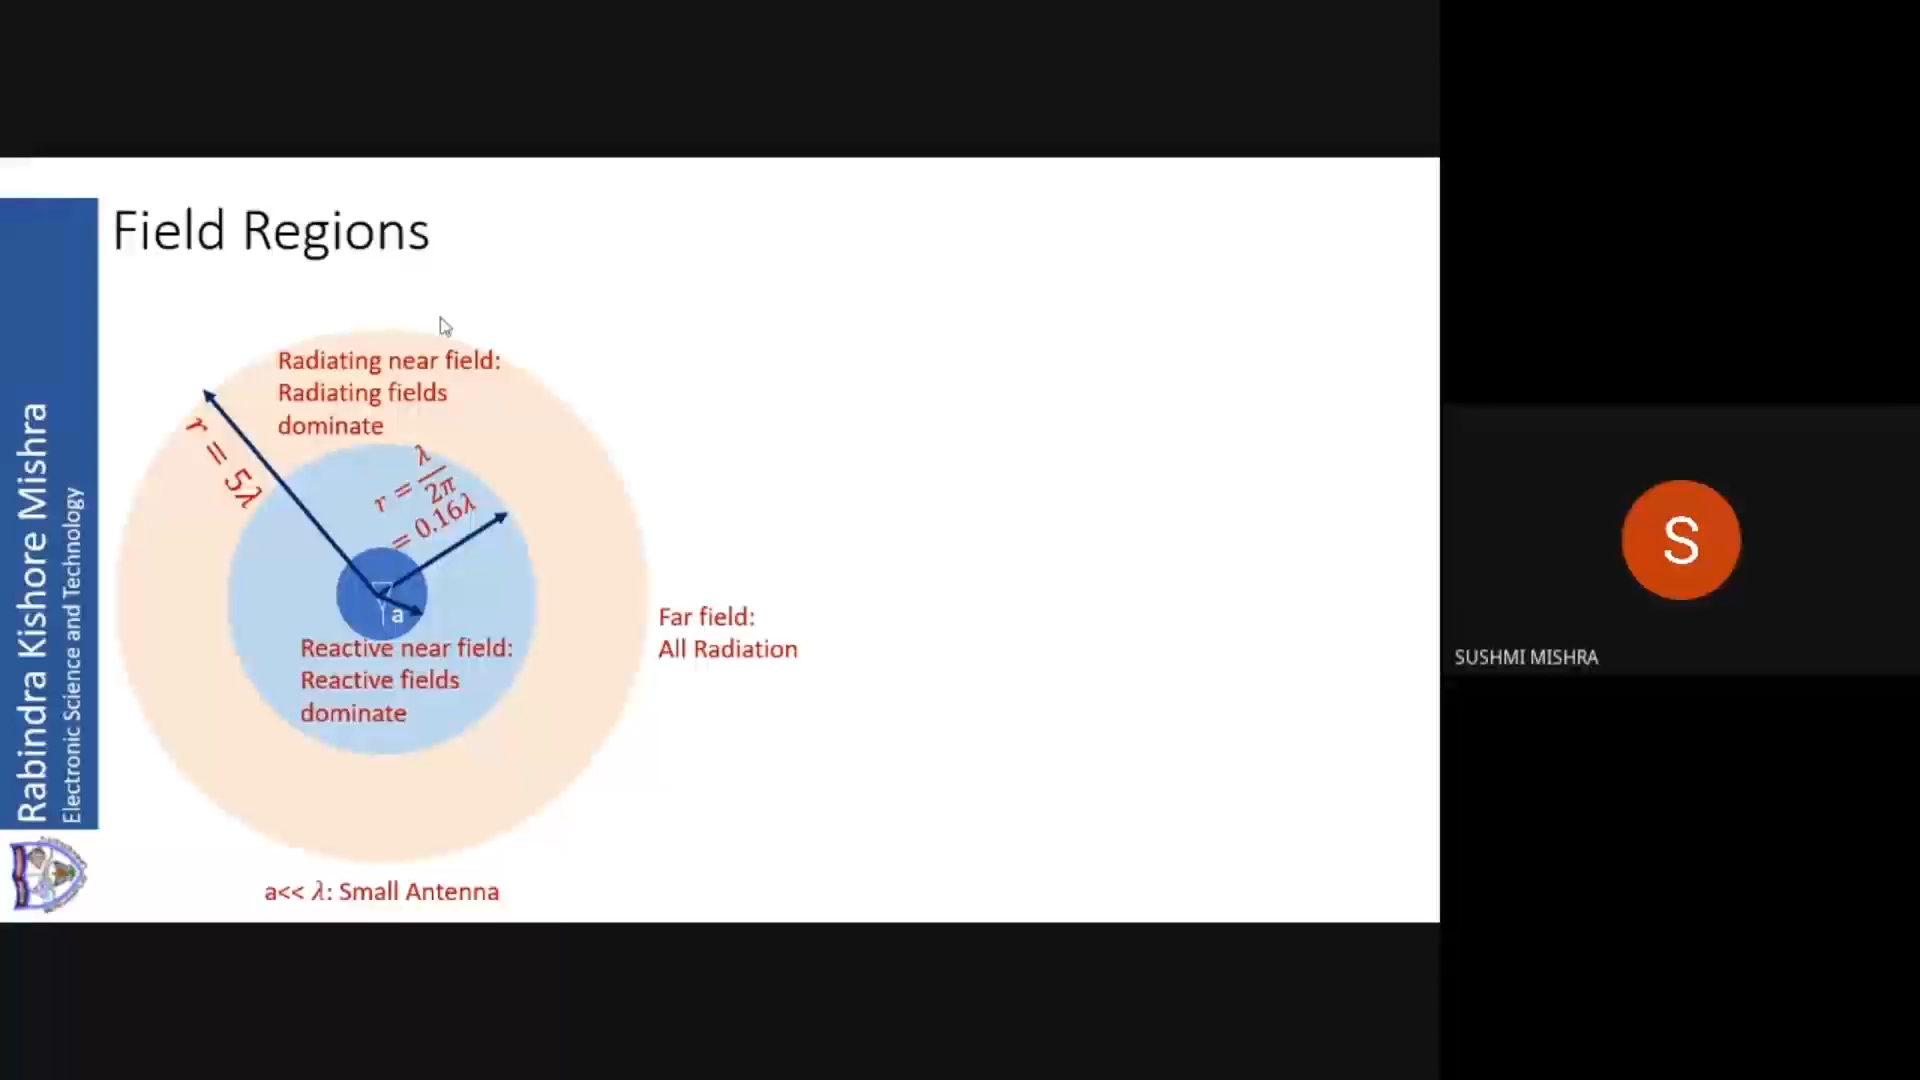 Field Regions
Rabindra Kishore Mishra
Electronic Science and Technology
Radiating near field:
Radiating fields
dominate
r = 5λ
r = λ/2π
= 0.16λ
a
Reactive near field:
Reactive fields
dominate
Far field:
All Radiation
a<< λ: Small Antenna
S
SUSHMI MISHRA